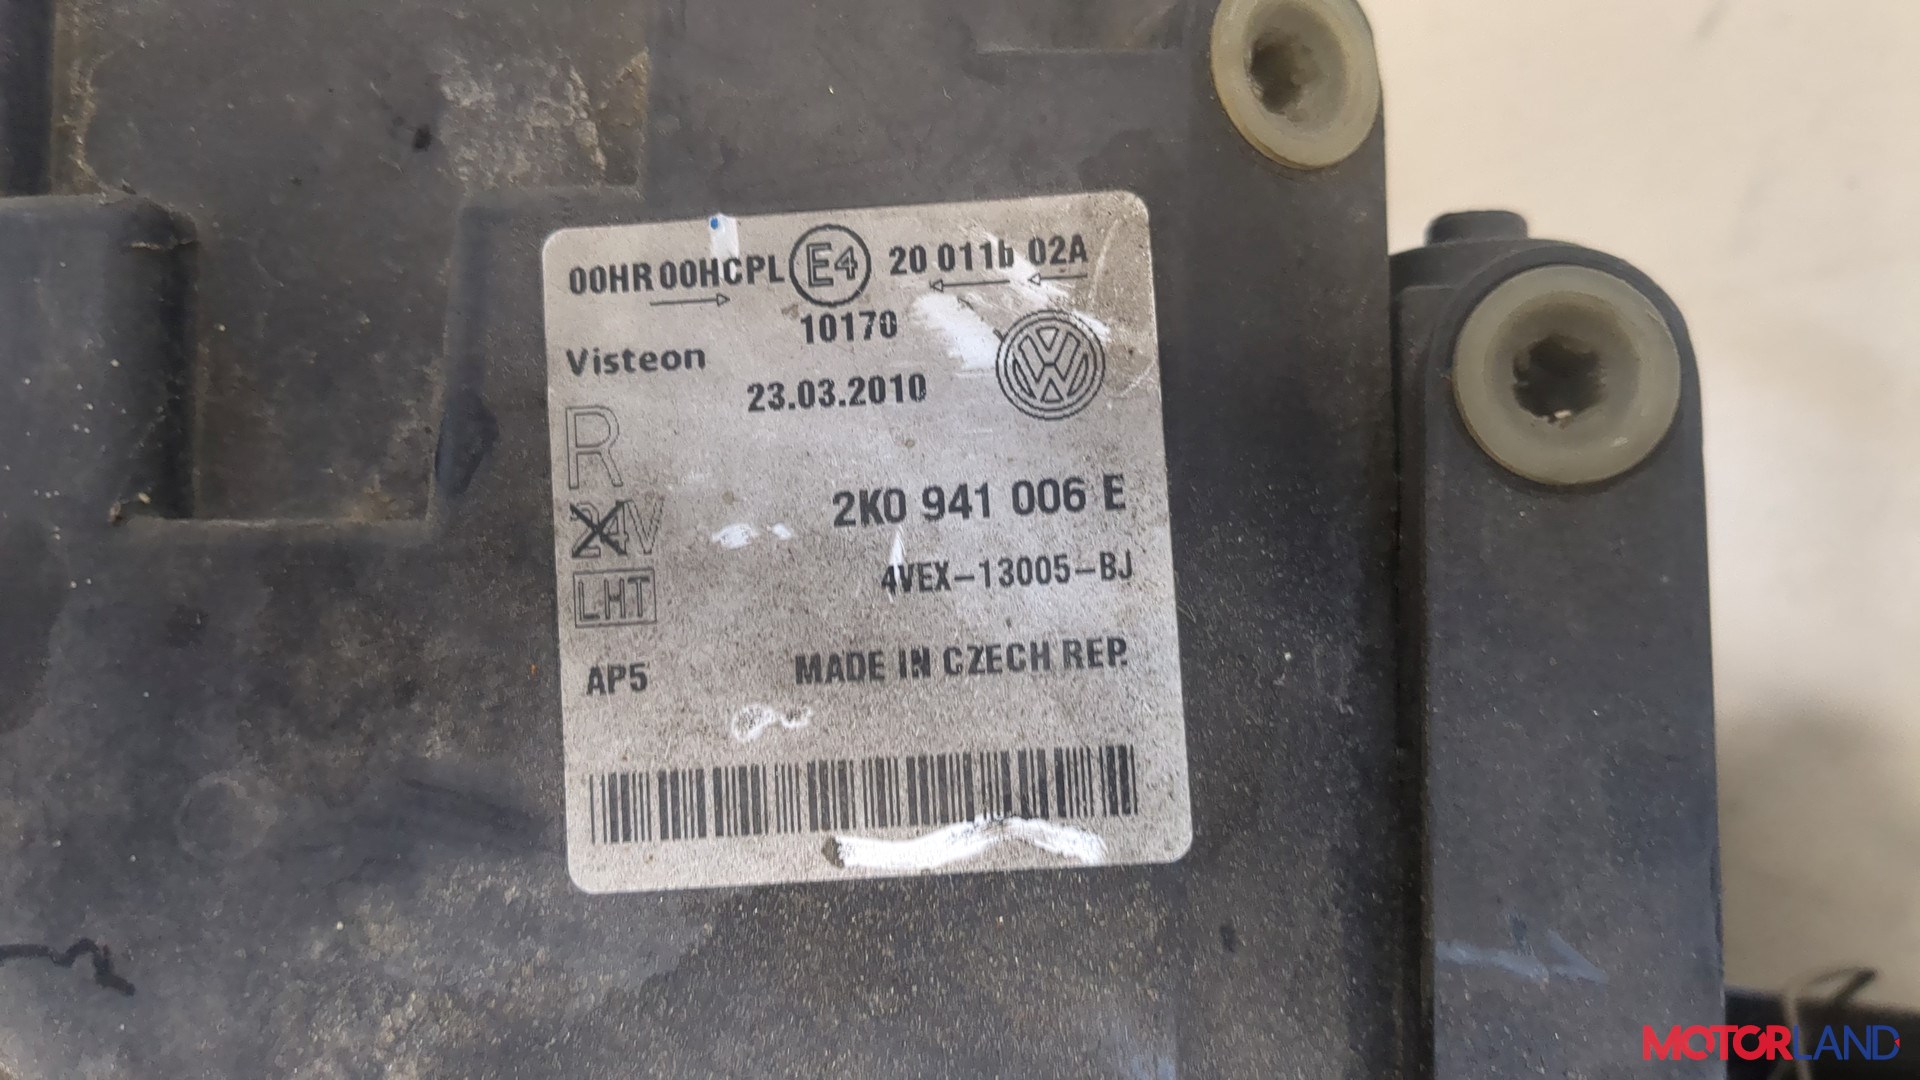 00HR 00HCPL E4 20 011b 02A
10170
Visteon
23.03.2010
R
2K0 941 006 E
24V
4VEX-13005-BJ
LHT
MADE IN CZECH REP.
AP5
MOTORLAND